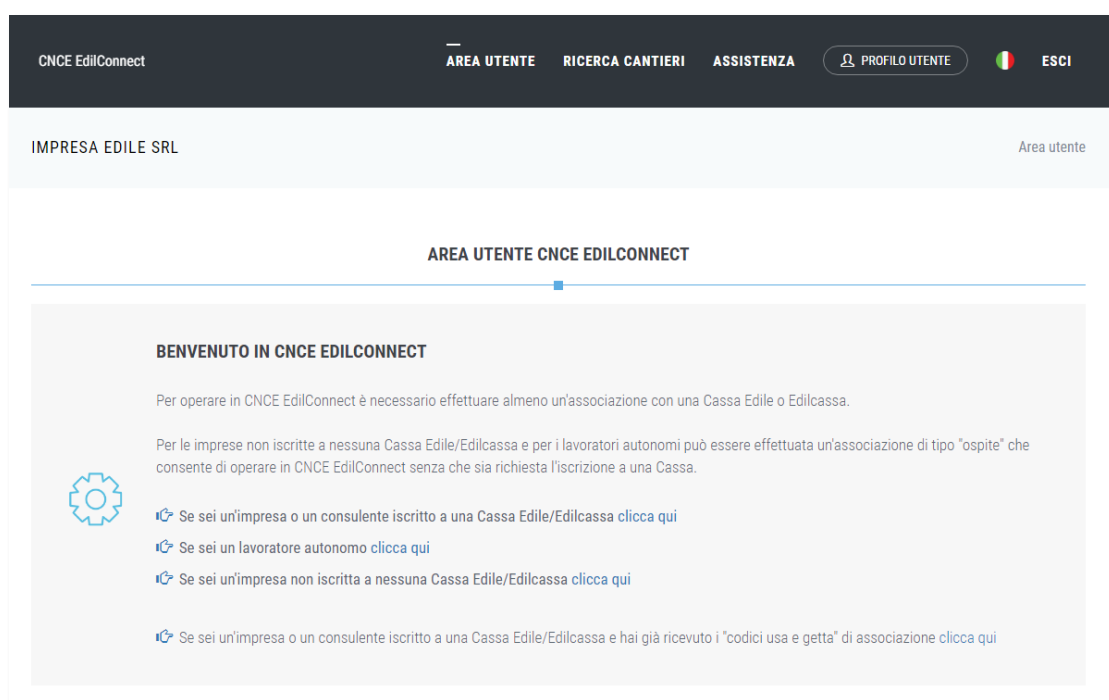 CNCE EdilConnect
AREA UTENTE
RICERCA CANTIERI
ASSISTENZA
PROFILO UTENTE
ESCI
IMPRESA EDILE SRL
Area utente
AREA UTENTE CNCE EDILCONNECT
BENVENUTO IN CNCE EDILCONNECT
Per operare in CNCE EdilConnect è necessario effettuare almeno un'associazione con una Cassa Edile o Edilcassa.
Per le imprese non iscritte a nessuna Cassa Edile/Edilcassa e per i lavoratori autonomi può essere effettuata un'associazione di tipo "ospite" che
consente di operare in CNCE EdilConnect senza che sia richiesta l'iscrizione a una Cassa.
Se sei un'impresa o un consulente iscritto a una Cassa Edile/Edilcassa clicca qui
Se sei un lavoratore autonomo clicca qui
Se sei un'impresa non iscritta a nessuna Cassa Edile/Edilcassa clicca qui
Se sei un'impresa o un consulente iscritto a una Cassa Edile/Edilcassa e hai già ricevuto i "codici usa e getta" di associazione clicca qui